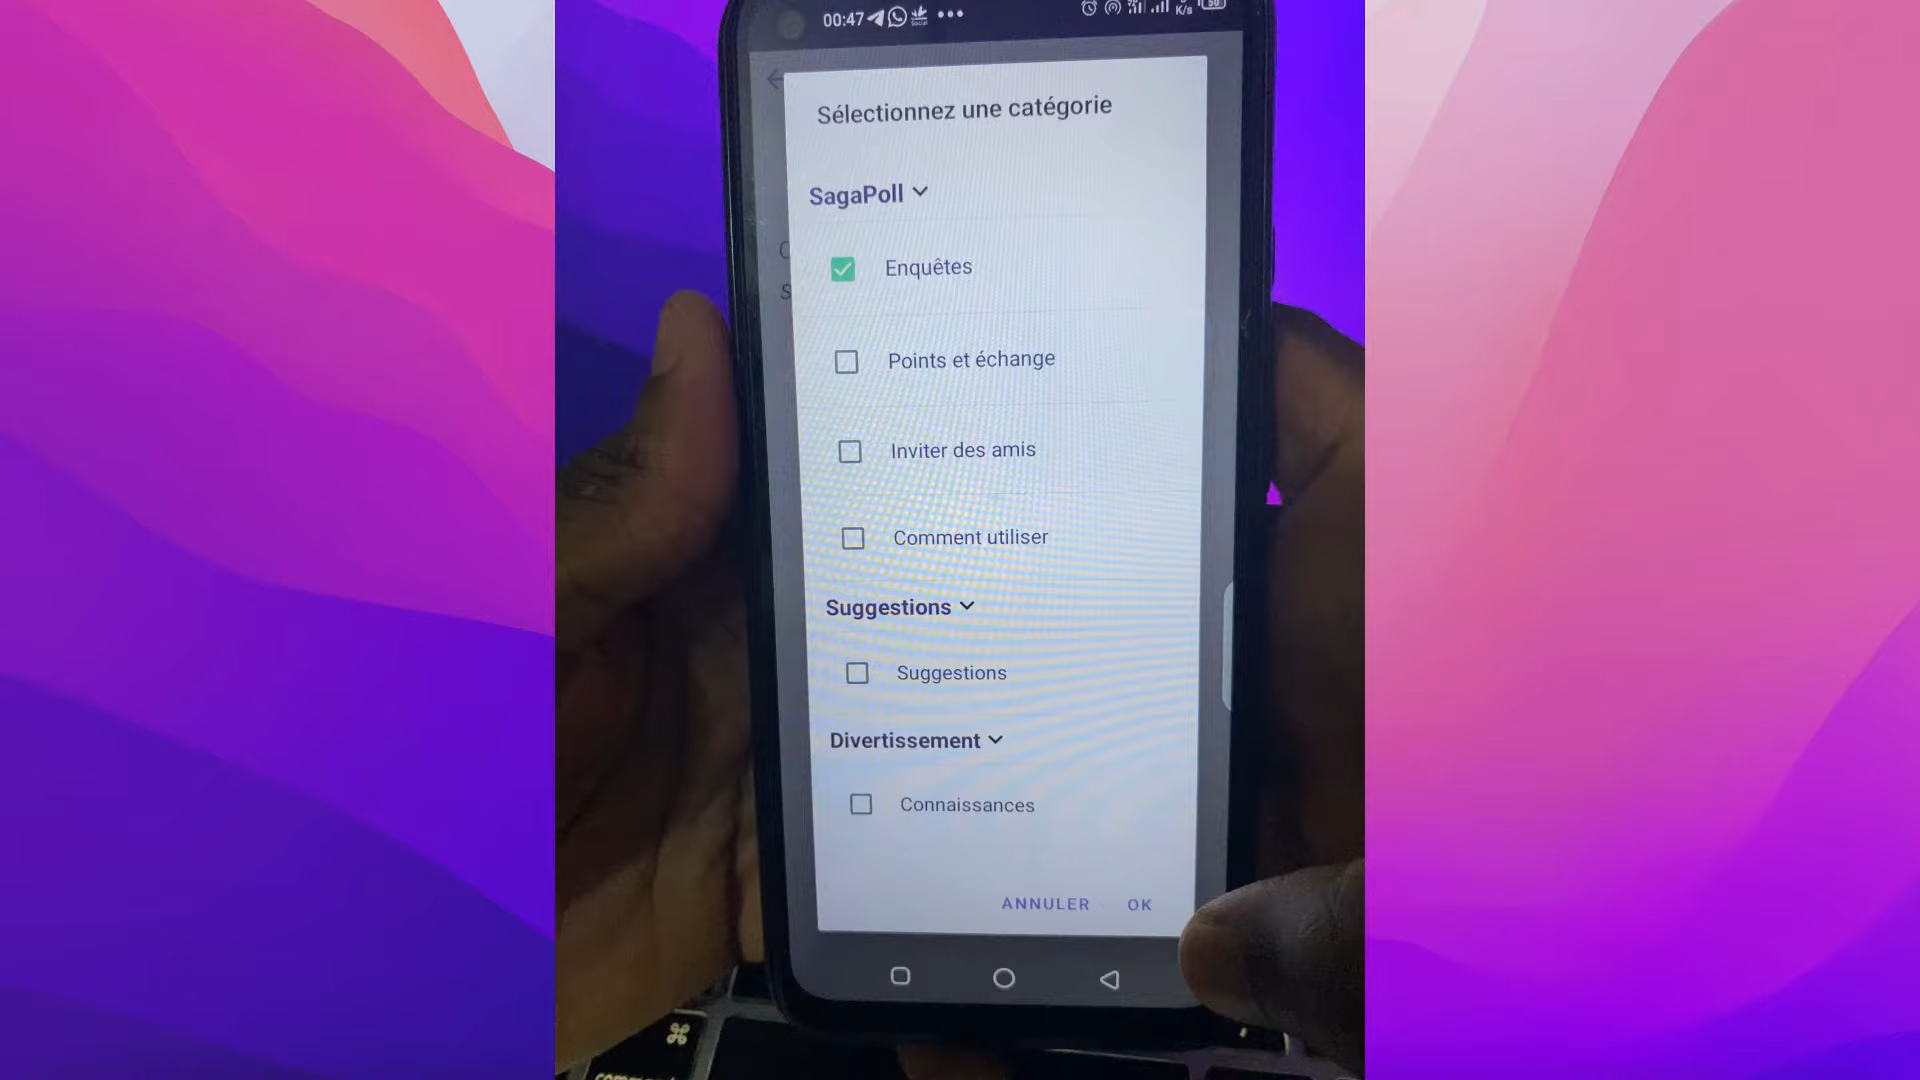 00:47
K/s
50
Sélectionnez une catégorie
SagaPoll
Enquêtes
Points et échange
Inviter des amis
Comment utiliser
Suggestions
Suggestions
Divertissement
Connaissances
ANNULER OK
⌘